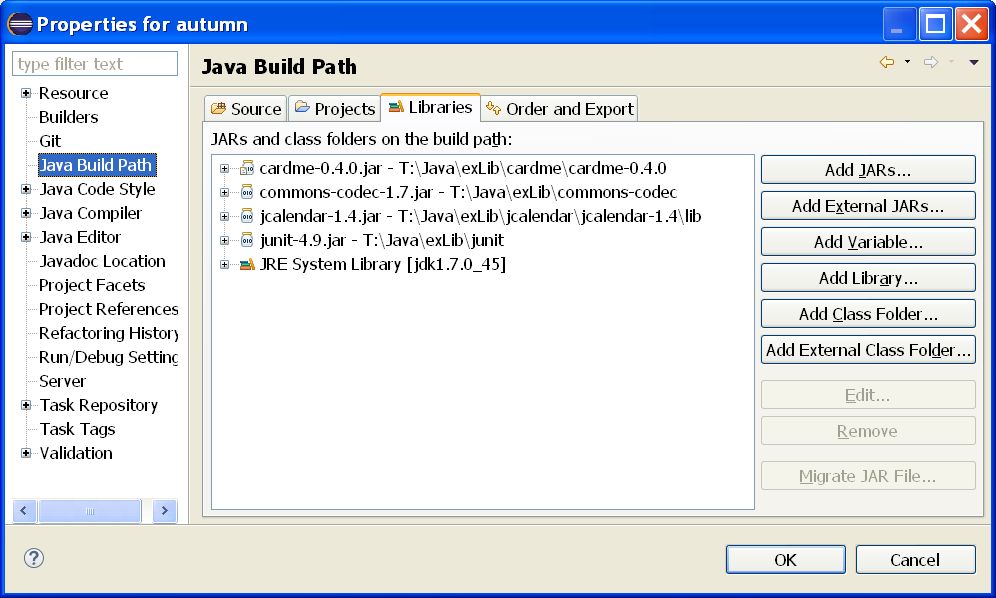 Properties for autumn
type filter text
Resource
Builders
Git
Java Build Path
Java Code Style
Java Compiler
Java Editor
Javadoc Location
Project Facets
Project References
Refactoring History
Run/Debug Setting
Server
Task Repository
Task Tags
Validation
Java Build Path
Source Projects Libraries Order and Export
JARs and class folders on the build path:
cardme-0.4.0.jar - T:\Java\exLib\cardme\cardme-0.4.0
commons-codec-1.7.jar - T:\Java\exLib\commons-codec
jcalendar-1.4.jar - T:\Java\exLib\jcalendar\jcalendar-1.4\lib
junit-4.9.jar - T:\Java\exLib\junit
JRE System Library [jdk1.7.0_45]
Add JARs...
Add External JARs...
Add Variable...
Add Library...
Add Class Folder...
Add External Class Folder...
Edit...
Remove
Migrate JAR File...
?
OK Cancel